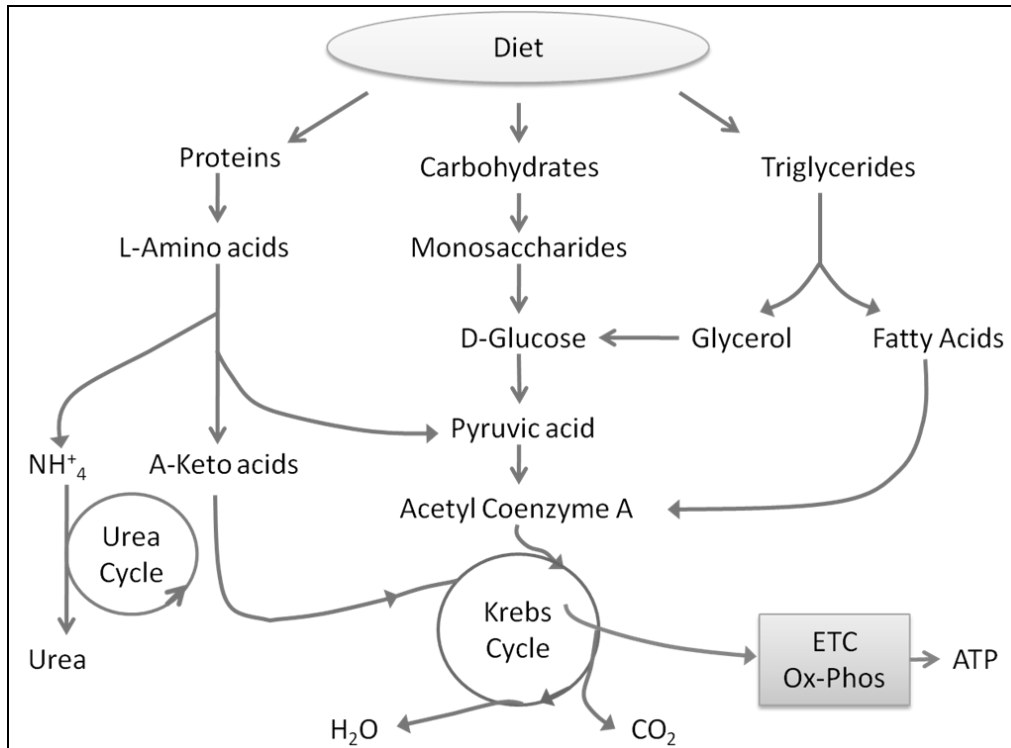 Diet
Proteins
Carbohydrates
Triglycerides
L-Amino acids
Monosaccharides
D-Glucose
Glycerol
Fatty Acids
Pyruvic acid
NH⁺₄
A-Keto acids
Acetyl Coenzyme A
Urea
Cycle
Krebs
Cycle
ETC
Ox-Phos
ATP
Urea
H₂O
CO₂